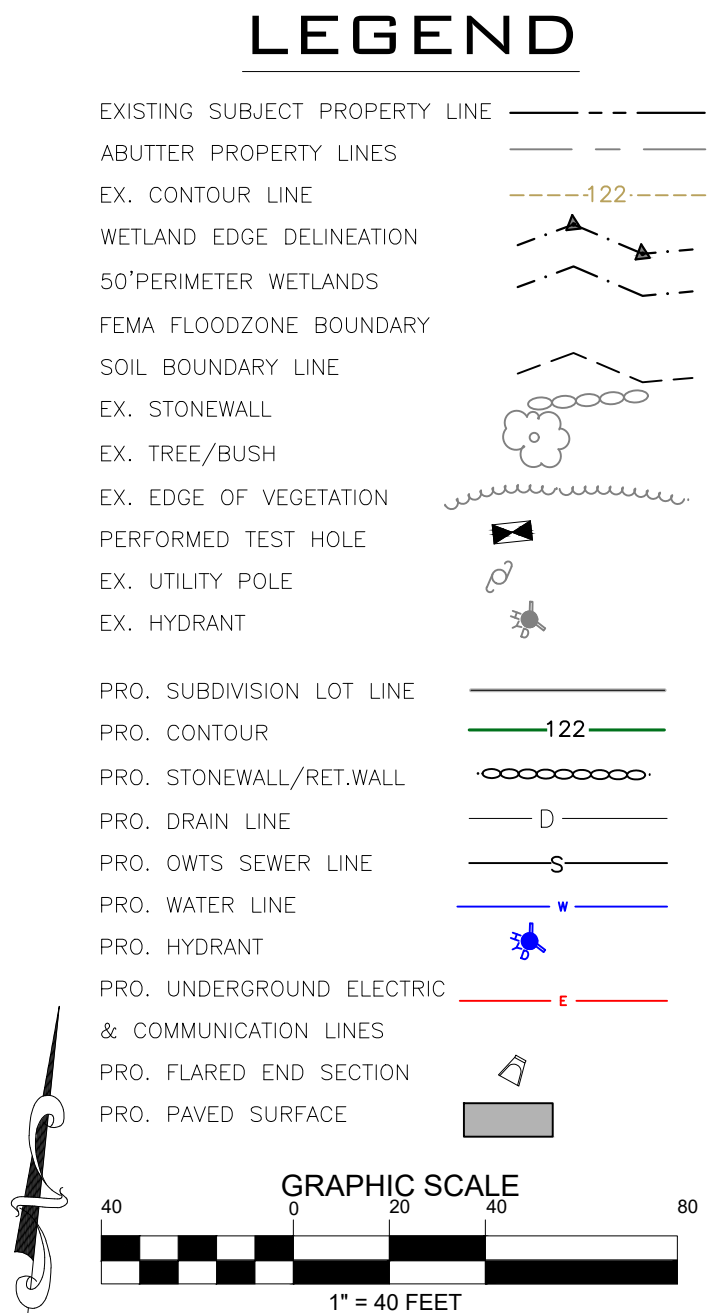 LEGEND
EXISTING SUBJECT PROPERTY LINE
ABUTTER PROPERTY LINES
EX. CONTOUR LINE 122
WETLAND EDGE DELINEATION
50'PERIMETER WETLANDS
FEMA FLOODZONE BOUNDARY
SOIL BOUNDARY LINE
EX. STONEWALL
EX. TREE/BUSH
EX. EDGE OF VEGETATION
PERFORMED TEST HOLE
EX. UTILITY POLE
EX. HYDRANT HYD
PRO. SUBDIVISION LOT LINE
PRO. CONTOUR 122
PRO. STONEWALL/RET.WALL
PRO. DRAIN LINE D
PRO. OWTS SEWER LINE S
PRO. WATER LINE W
PRO. HYDRANT HYD
PRO. UNDERGROUND ELECTRIC E
& COMMUNICATION LINES
PRO. FLARED END SECTION
PRO. PAVED SURFACE
GRAPHIC SCALE
40 0 20 40 80
1" = 40 FEET